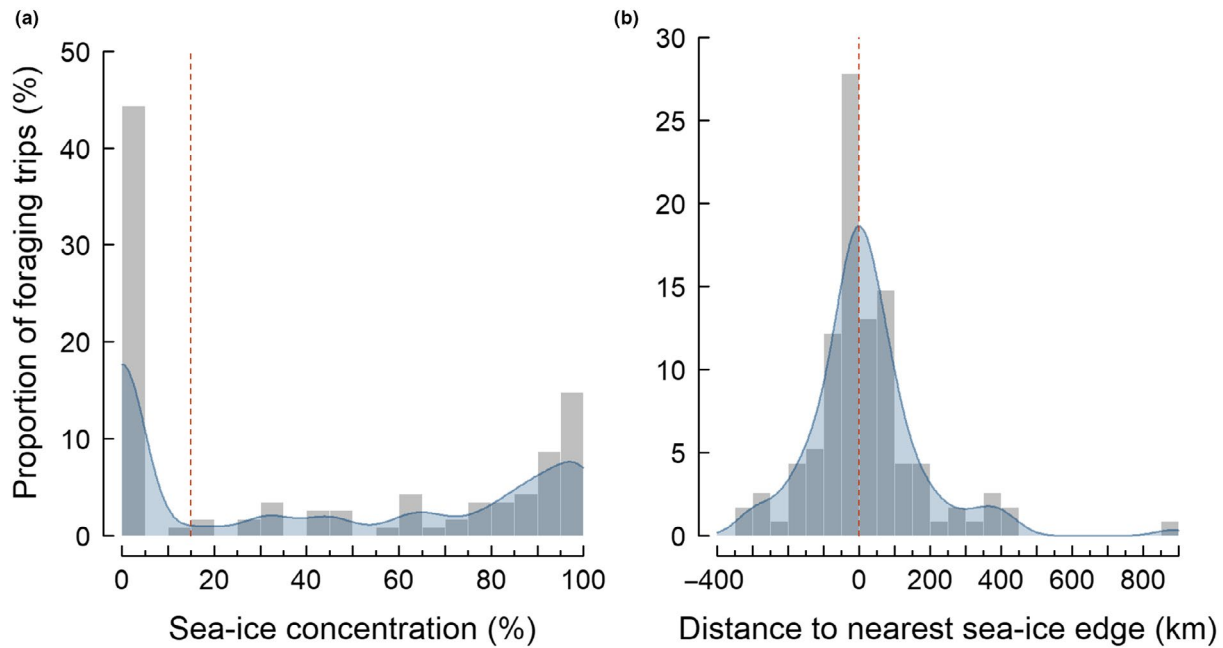 (a)
50
40
30
20
10
0
Proportion of foraging trips (%)
0 20 40 60 80 100
Sea-ice concentration (%)
(b)
30
25
20
15
10
5
0
−400 0 200 400 600 800
Distance to nearest sea-ice edge (km)